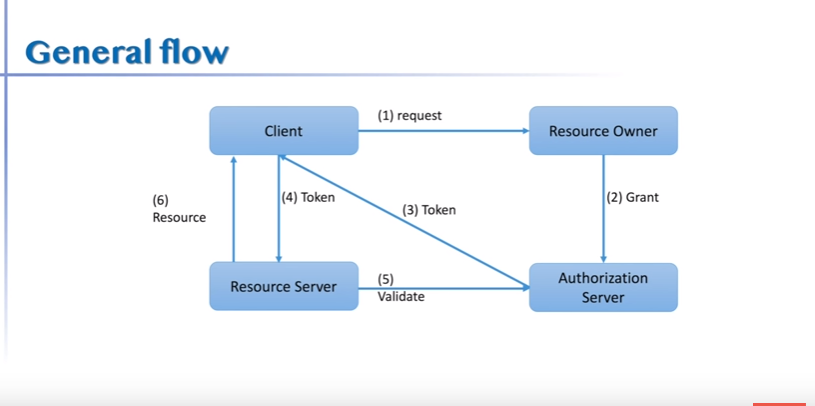 General flow
(1) request
Client
Resource Owner
(6)
Resource
(4) Token
(3) Token
(2) Grant
Resource Server
(5)
Validate
Authorization
Server